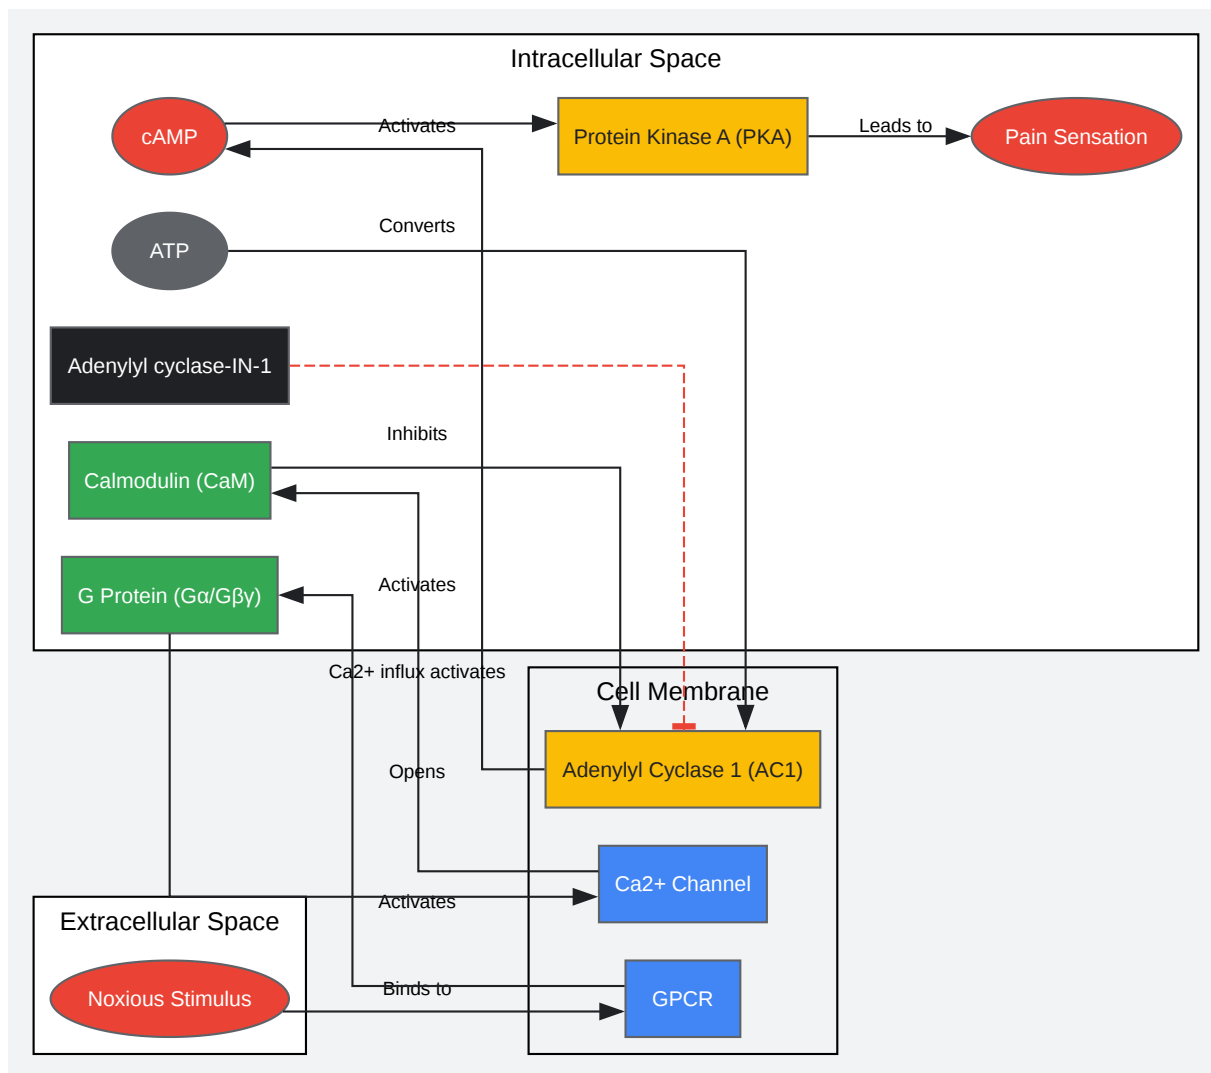 Intracellular Space
cAMP
Activates
Protein Kinase A (PKA)
Leads to
Pain Sensation
Converts
ATP
Adenylyl cyclase-IN-1
Inhibits
Calmodulin (CaM)
Activates
G Protein (Gα/Gβγ)
Ca2+ influx activates
Cell Membrane
Opens
Adenylyl Cyclase 1 (AC1)
Ca2+ Channel
Activates
Extracellular Space
Binds to
Noxious Stimulus
GPCR